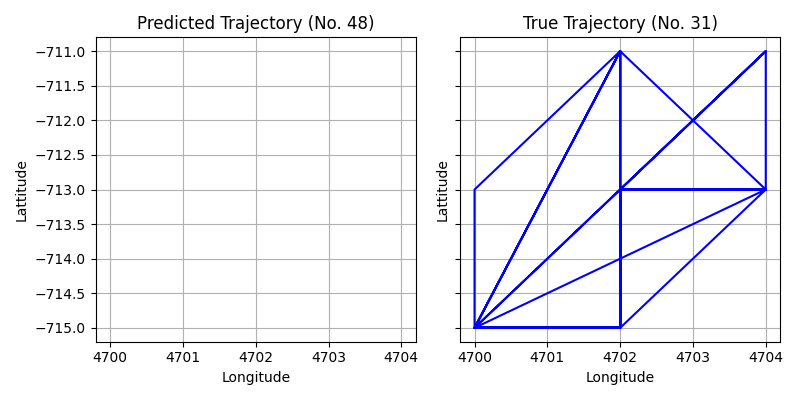 Predicted Trajectory (No. 48)
True Trajectory (No. 31)
−711.0
−711.5
−712.0
−712.5
−713.0
−713.5
−714.0
−714.5
−715.0
Lattitude
Lattitude
4700 4701 4702 4703 4704
4700 4701 4702 4703 4704
Longitude
Longitude